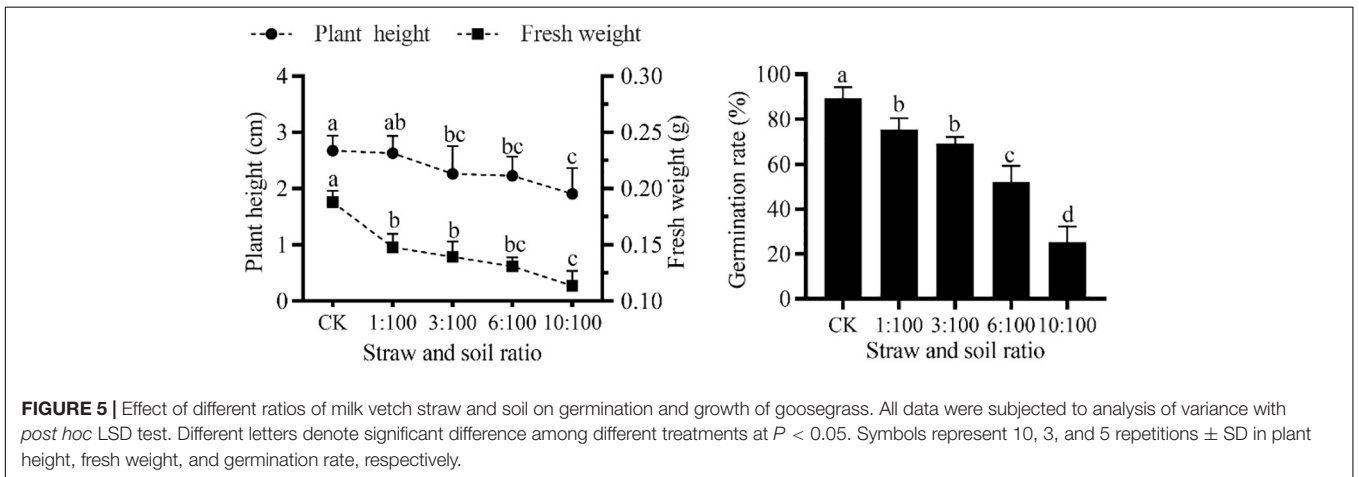 Plant height Fresh weight
4
3
2
1
0
Plant height (cm)
a ab bc bc c
a b b bc c
0.30
0.25
0.20
0.15
0.10
Fresh weight (g)
CK 1:100 3:100 6:100 10:100
Straw and soil ratio
100
80
60
40
20
0
Germination rate (%)
a b b c d
CK 1:100 3:100 6:100 10:100
Straw and soil ratio
FIGURE 5 | Effect of different ratios of milk vetch straw and soil on germination and growth of goosegrass. All data were subjected to analysis of variance with
post hoc LSD test. Different letters denote significant difference among different treatments at P < 0.05. Symbols represent 10, 3, and 5 repetitions ± SD in plant
height, fresh weight, and germination rate, respectively.